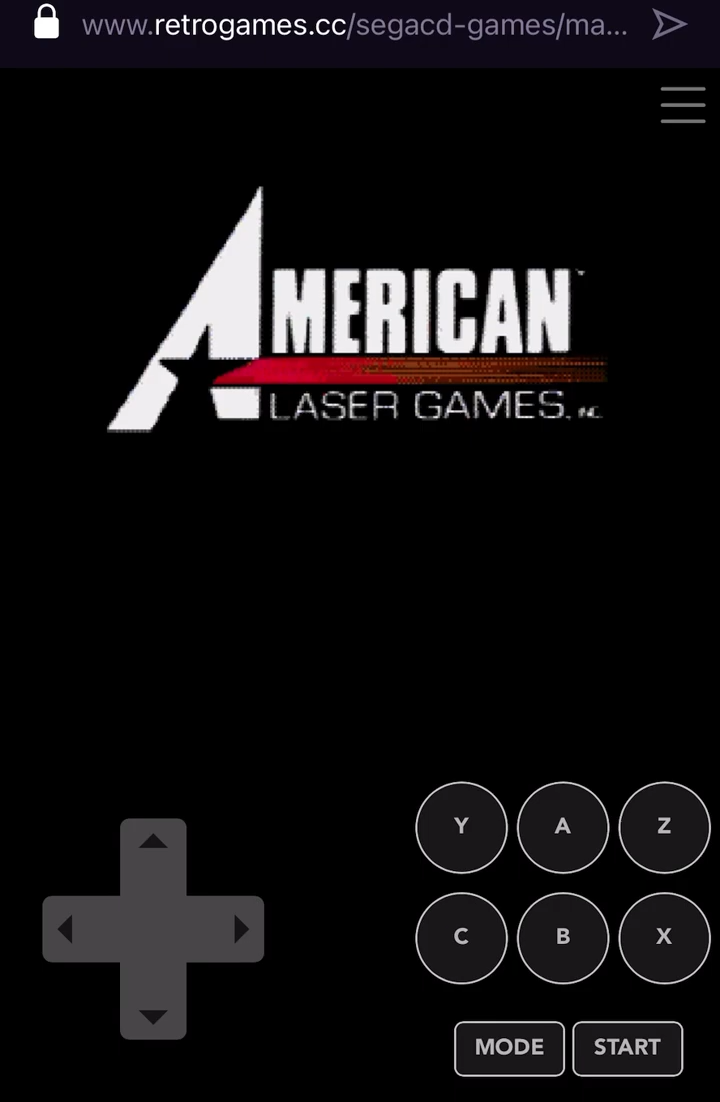 www.retrogames.cc/segacd-games/ma...
AMERICAN
LASER GAMES.
Y A Z
C B X
MODE START